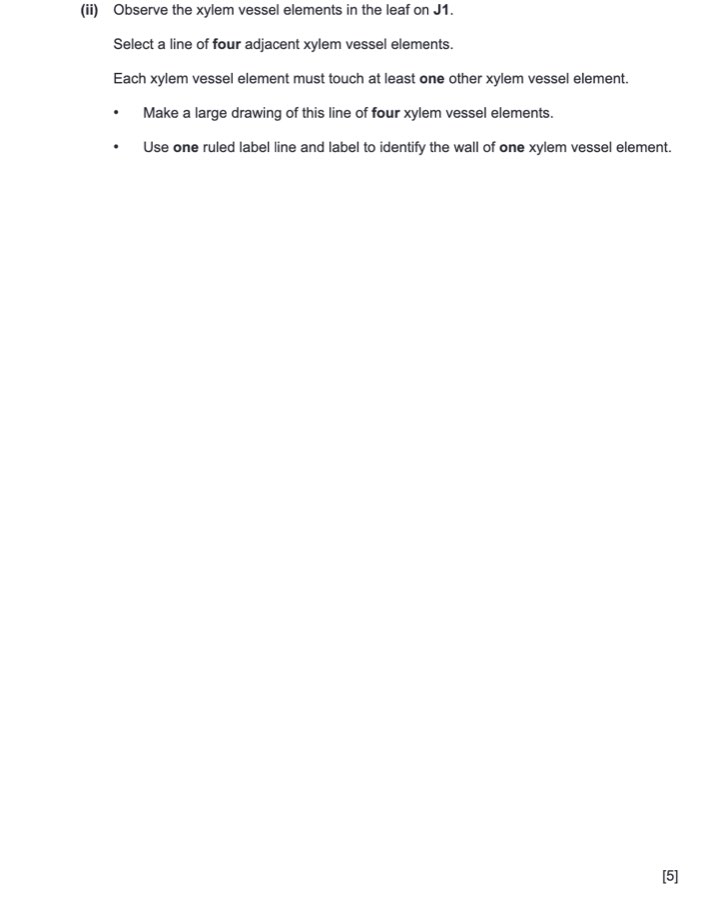 (ii) Observe the xylem vessel elements in the leaf on J1.
Select a line of four adjacent xylem vessel elements.
Each xylem vessel element must touch at least one other xylem vessel element.
• Make a large drawing of this line of four xylem vessel elements.
• Use one ruled label line and label to identify the wall of one xylem vessel element.
[5]